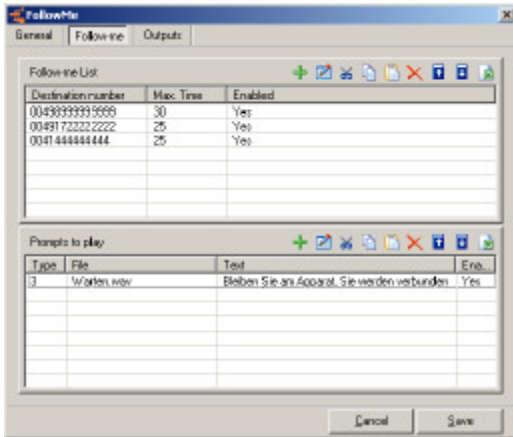 FollowMe
General Follow-me Outputs
Follow-me List
Destination number Max. Time Enabled
30 Yes
00491722222222 25 Yes
0041444444444 25 Yes
Prompts to play
Type File Text Ena...
3 Warten.wav Bleiben Sie am Apparat, Sie werden verbunden Yes
Cancel Save